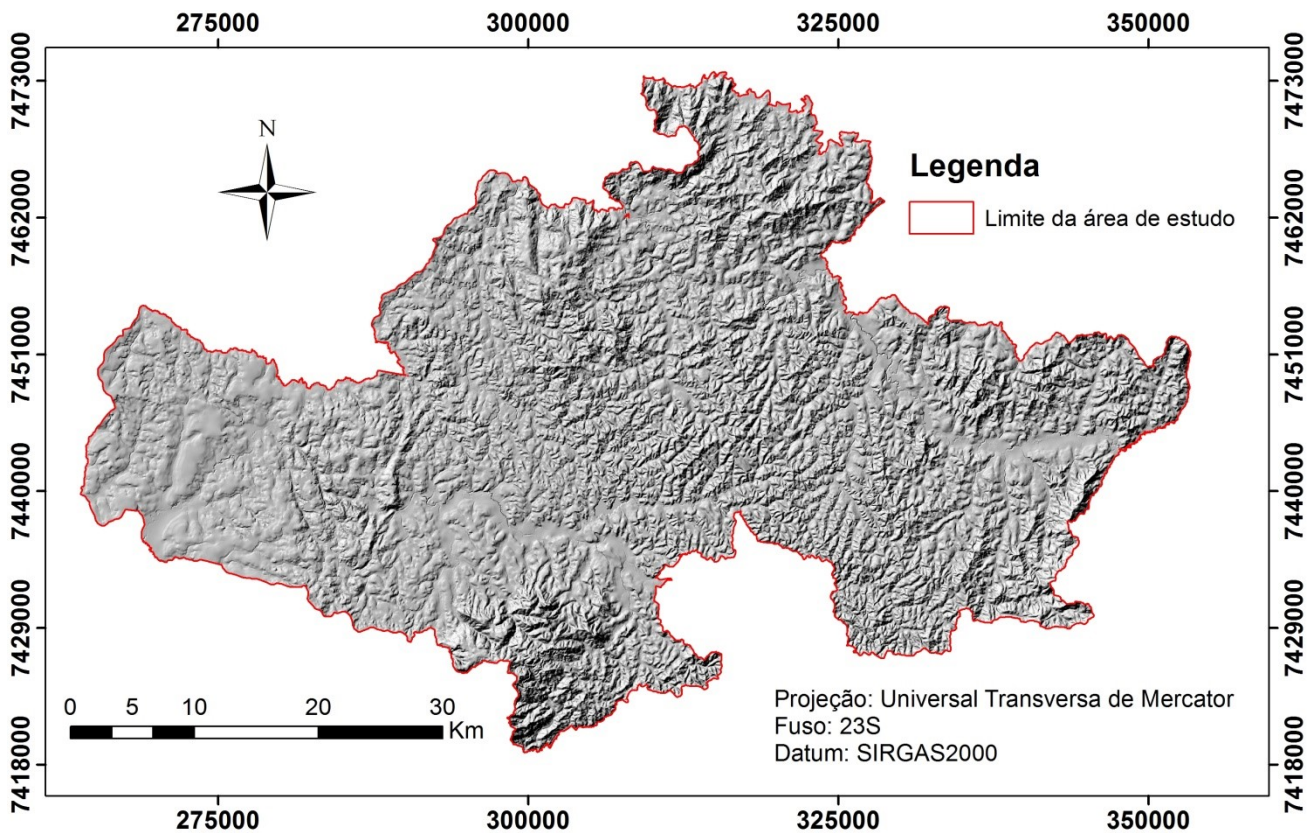 275000 300000 325000 350000
7473000
7462000
7451000
7440000
7429000
7418000
N
Legenda
Limite da área de estudo
7473000
7462000
7451000
7440000
7429000
7418000
0 5 10 20 30
Km
Projeção: Universal Transversa de Mercator
Fuso: 23S
Datum: SIRGAS2000
275000 300000 325000 350000